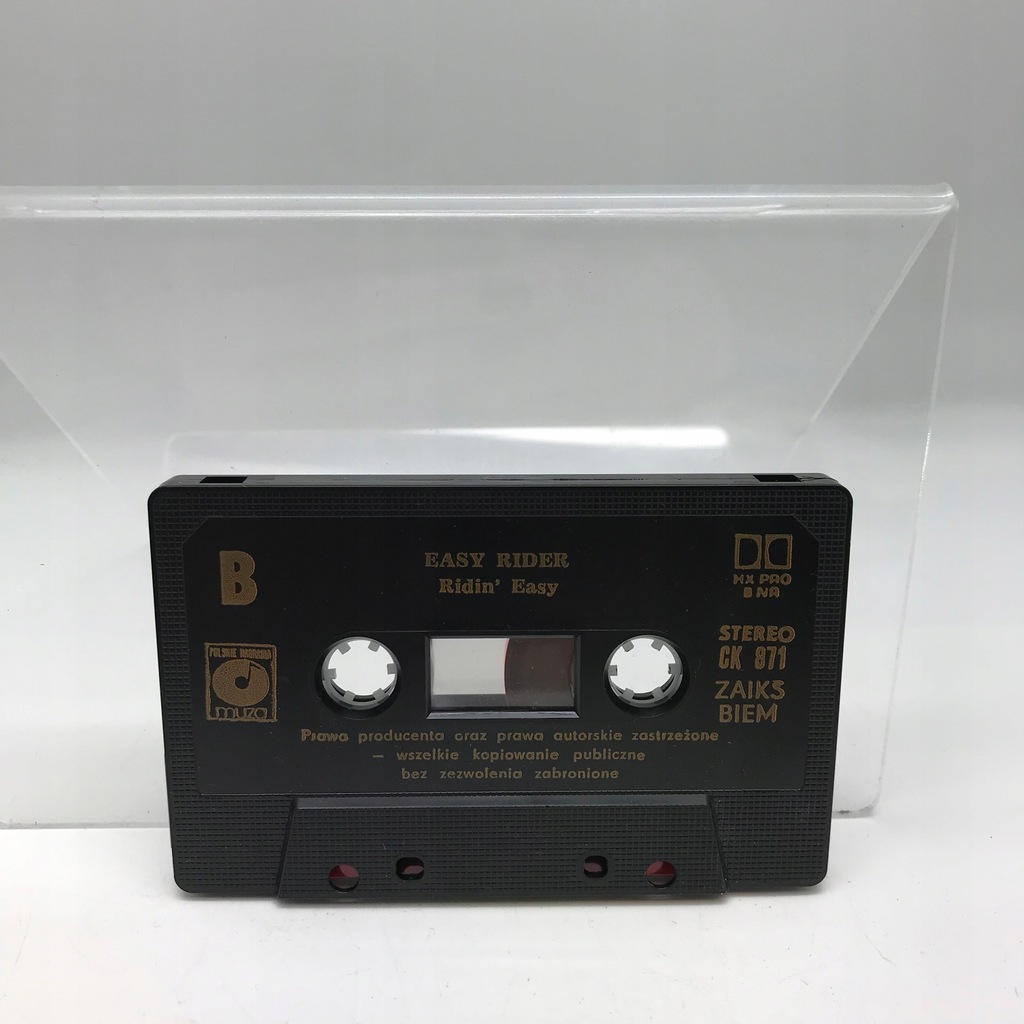 B
EASY RIDER
Ridin' Easy
HX PRO
B NR
POLSKIE NAGRANIA
muza
STEREO
CK 871
ZAIKS
BIEM
Prawa producenta oraz prawa autorskie zastrzeżone
— wszelkie kopiowanie publiczne
bez zezwolenia zabronione